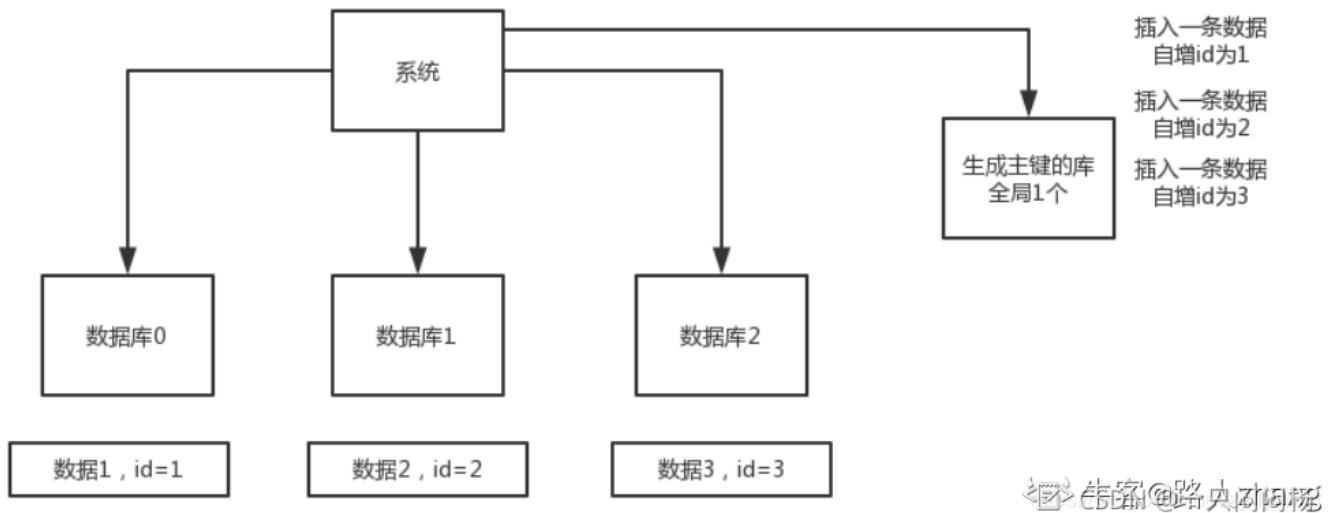 系统
插入一条数据
自增id为1
插入一条数据
自增id为2
插入一条数据
自增id为3
生成主键的库
全局1个
数据库0
数据库1
数据库2
数据1，id=1
数据2，id=2
数据3，id=3